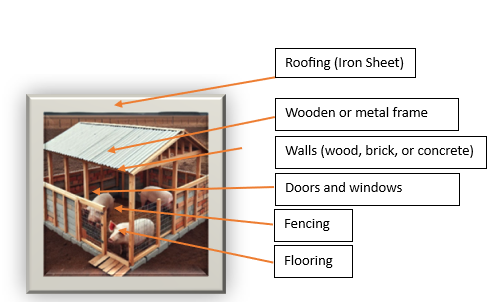 Roofing (Iron Sheet)
Wooden or metal frame
Walls (wood, brick, or concrete)
Doors and windows
Fencing
Flooring